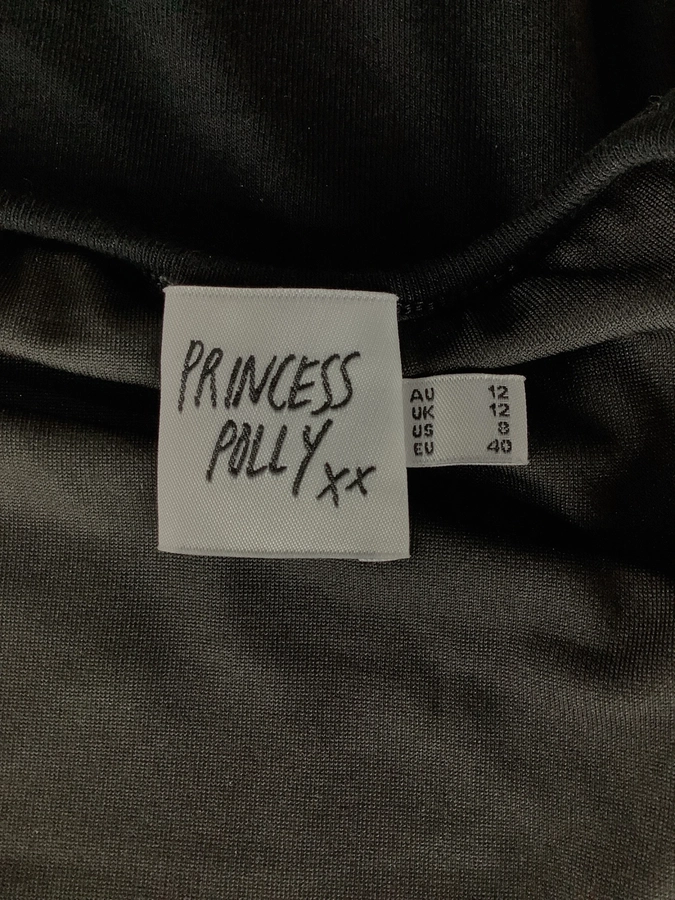 PRINCESS
POLLY xx
AU 12
UK 12
US 8
EU 40